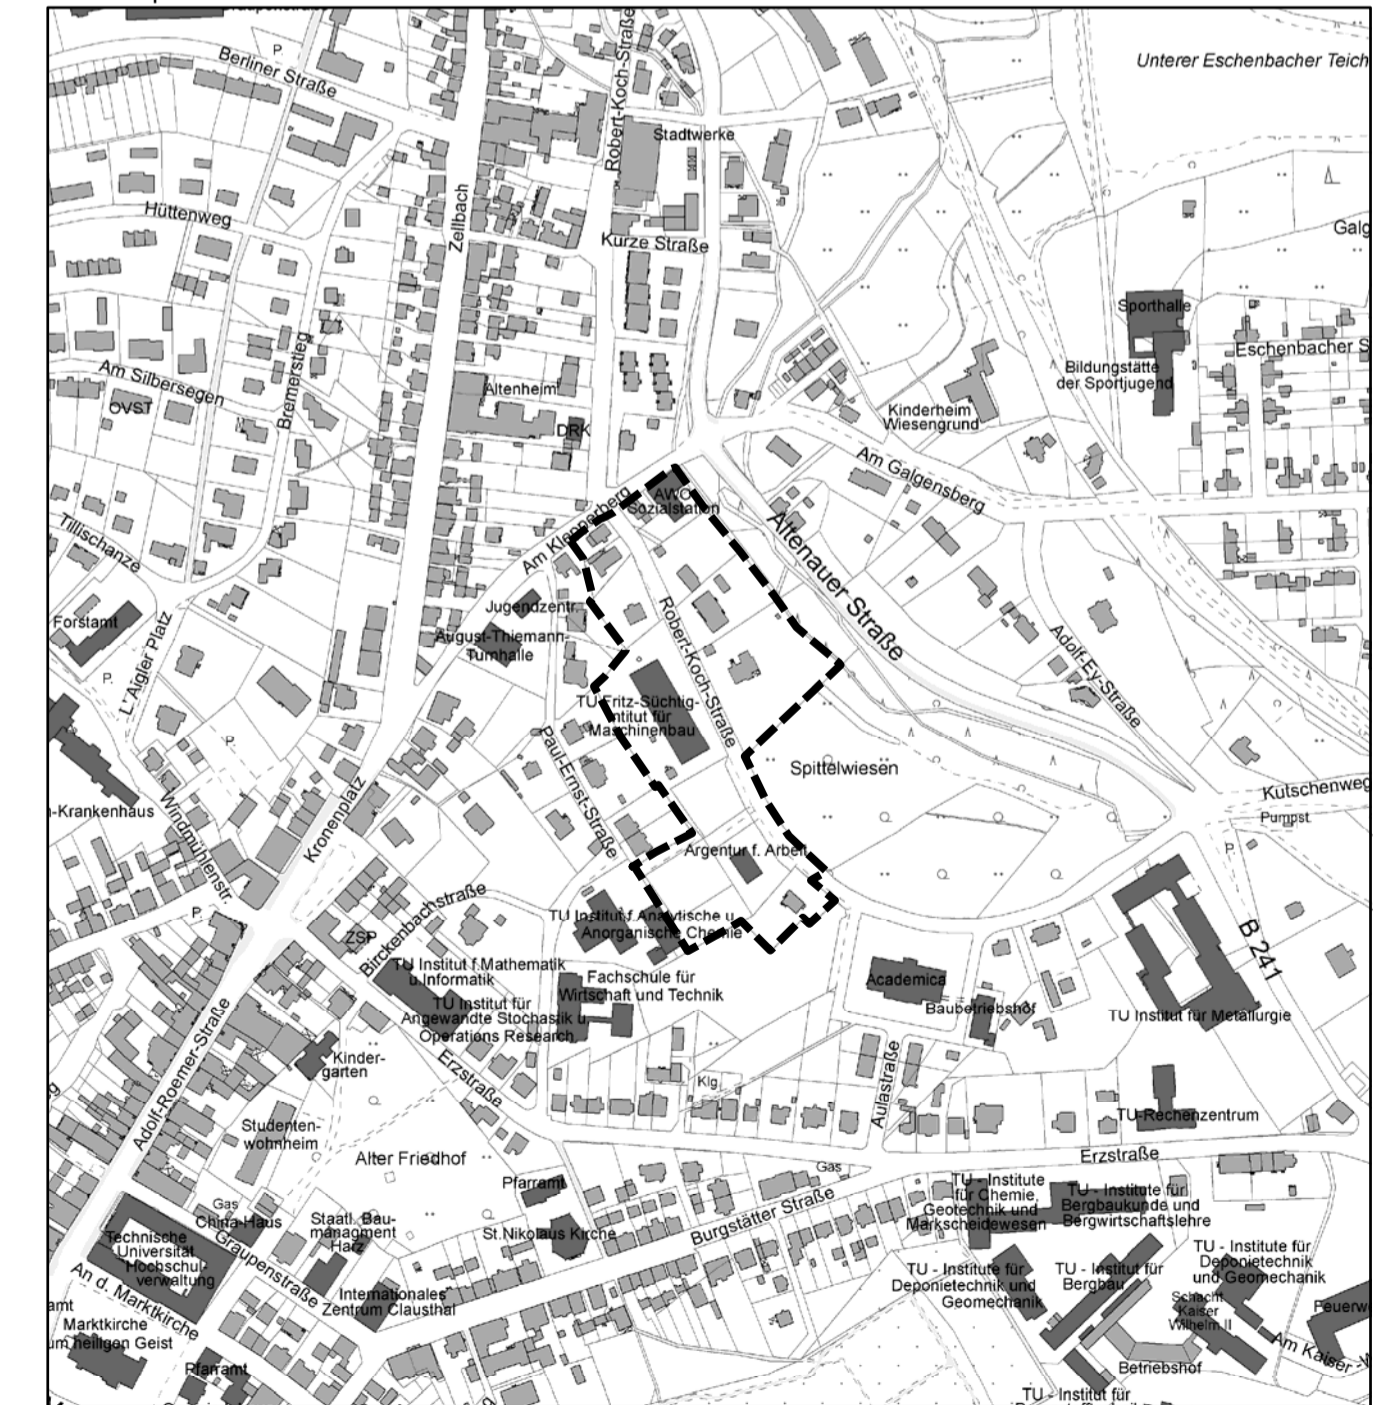 Unterer Eschenbacher Teich
P.
Berliner Straße
Robert-Koch-Straße
Stadtwerke
Zellbach
Hüttenweg
Kurze Straße
Galg
Sporthalle
Eschenbacher S
Bildungsstätte
der Sportjugend
Bremerstieg
Am Silbersegen
OVST
Altenheim
DRK
Kinderheim
Wiesengrund
Am Galgensberg
AWO
Sozialstation
Am Klepperberg
Altenauer Straße
Tillischanze
Forstamt
L'Aigler Platz
Jugendzentr.
August-Thiemann-
Turnhalle
Robert-Koch-Straße
Adolf-Ey-Straße
P.
P.
TU Fritz-Süchtig-
Institut für
Maschinenbau
Paul-Ernst-Straße
Spittelwiesen
Kutschenweg
Pumpst.
P
n-Krankenhaus
Windmühlenstr.
Kronenplatz
Argentur f. Arbeit
P.
Birckenbachstraße
ZSP
TU Institut f. Analytische u.
Anorganische Chemie
B 241
TU Institut f.Mathematik
u.Informatik
TU Institut für
Angewandte Stochastik u.
Operations Research
Fachschule für
Wirtschaft und Technik
Academica
Baubetriebshof
TU Institut für Metallurgie
Adolf-Roemer-Straße
Kinder-
garten
Erzstraße
Klg.
Aulastraße
TU-Rechenzentrum
Studenten-
wohnheim
Alter Friedhof
Erzstraße
Gas
Pfarramt
Burgstätter Straße
St.Nikolaus Kirche
TU - Institute
für Chemie,
Geotechnik und
Markscheidewesen
TU - Institute für
Bergbaukunde und
Bergwirtschaftslehre
Gas
China-Haus
Staatl. Bau-
managment
Harz
Technische
Universität
Hochschul-
verwaltung
Graupenstraße
An d. Marktkirche
Internationales
Zentrum Clausthal
TU - Institute für
Deponietechnik und
Geomechanik
TU - Institut für
Bergbau
TU - Institute für
Deponietechnik
und Geomechanik
Schacht
Kaiser
Wilhelm II
Feuerw
Am Kaiser-W
Betriebshof
amt
Marktkirche
um heiligen Geist
Pfarramt
TU - Institut für